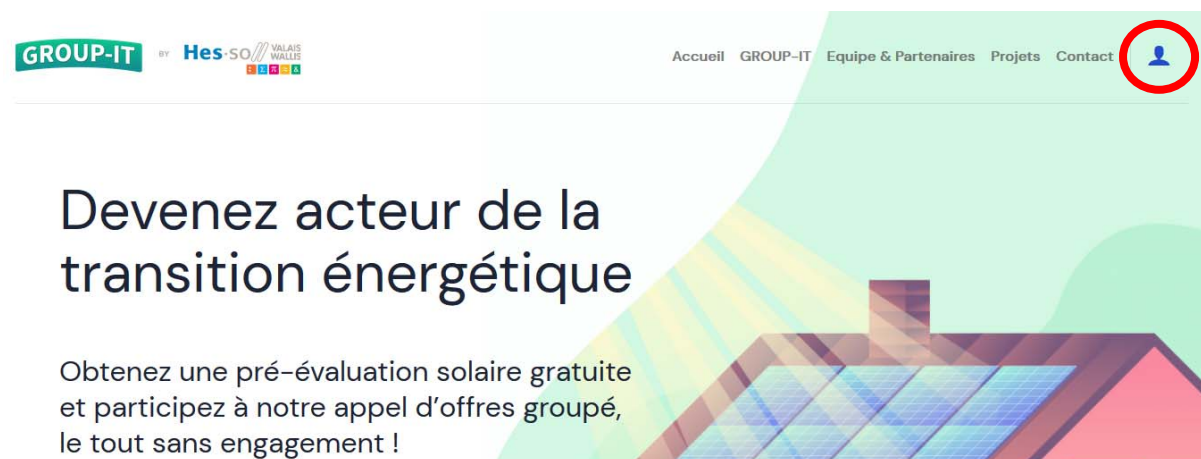 GROUP-IT BY Hes·so VALAIS WALLIS
Σ π ≈ &
Accueil GROUP-IT Equipe & Partenaires Projets Contact
Devenez acteur de la
transition énergétique
Obtenez une pré-évaluation solaire gratuite
et participez à notre appel d’offres groupé,
le tout sans engagement !